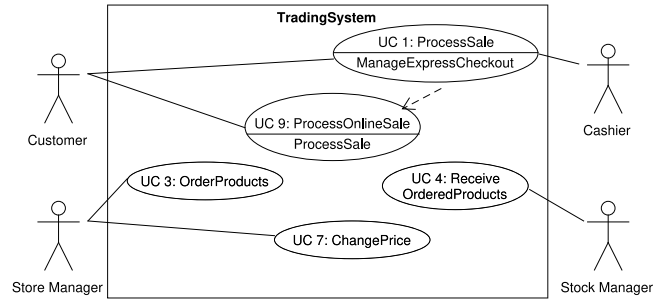 TradingSystem
UC 1: ProcessSale
ManageExpressCheckout
Customer
Cashier
UC 9: ProcessOnlineSale
ProcessSale
UC 3: OrderProducts
UC 4: Receive
OrderedProducts
UC 7: ChangePrice
Store Manager
Stock Manager